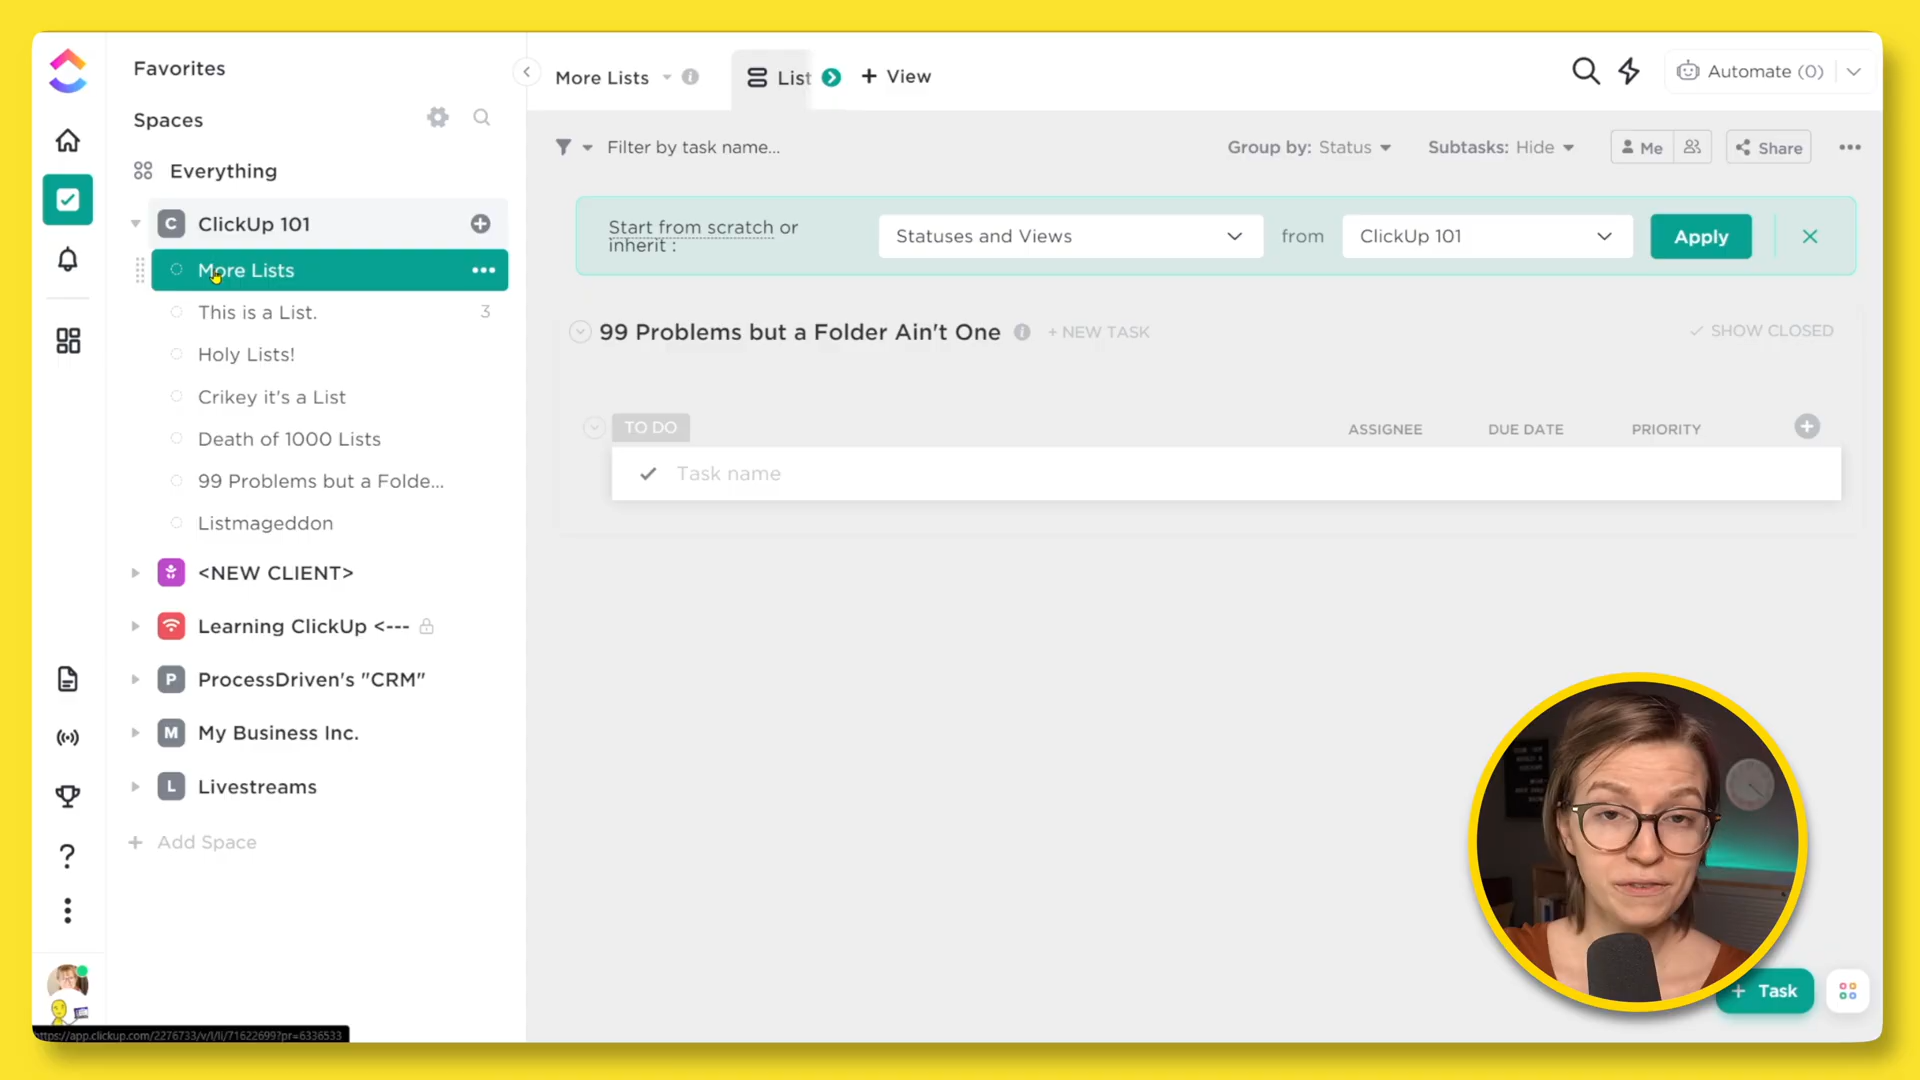 Favorites
Spaces
Everything
C ClickUp 101
More Lists
This is a List. 3
Holy Lists!
Crikey it's a List
Death of 1000 Lists
99 Problems but a Folde...
Listmageddon
<NEW CLIENT>
Learning ClickUp <---
P ProcessDriven's "CRM"
M My Business Inc.
L Livestreams
+ Add Space
https://app.clickup.com/2276733/v/l/li/71622699?pr=6336533
More Lists
List
+ View
Automate (0)
Filter by task name...
Group by: Status
Subtasks: Hide
Me
Share
Start from scratch or
inherit :
Statuses and Views
from
ClickUp 101
Apply
99 Problems but a Folder Ain't One
+ NEW TASK
SHOW CLOSED
TO DO
ASSIGNEE
DUE DATE
PRIORITY
Task name
+ Task